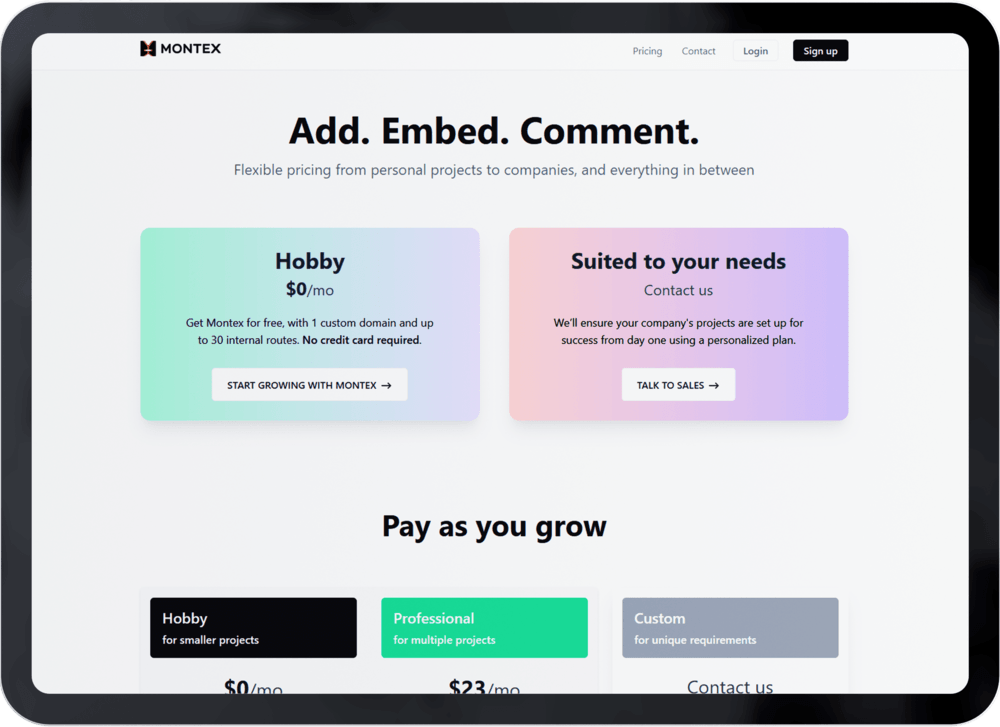 MONTEX
Pricing Contact Login Sign up
Add. Embed. Comment.
Flexible pricing from personal projects to companies, and everything in between
Hobby
$0/mo
Get Montex for free, with 1 custom domain and up
to 30 internal routes. No credit card required.
START GROWING WITH MONTEX →
Suited to your needs
Contact us
We'll ensure your company's projects are set up for
success from day one using a personalized plan.
TALK TO SALES →
Pay as you grow
Hobby
for smaller projects
$0/mo
Professional
for multiple projects
$23/mo
Custom
for unique requirements
Contact us